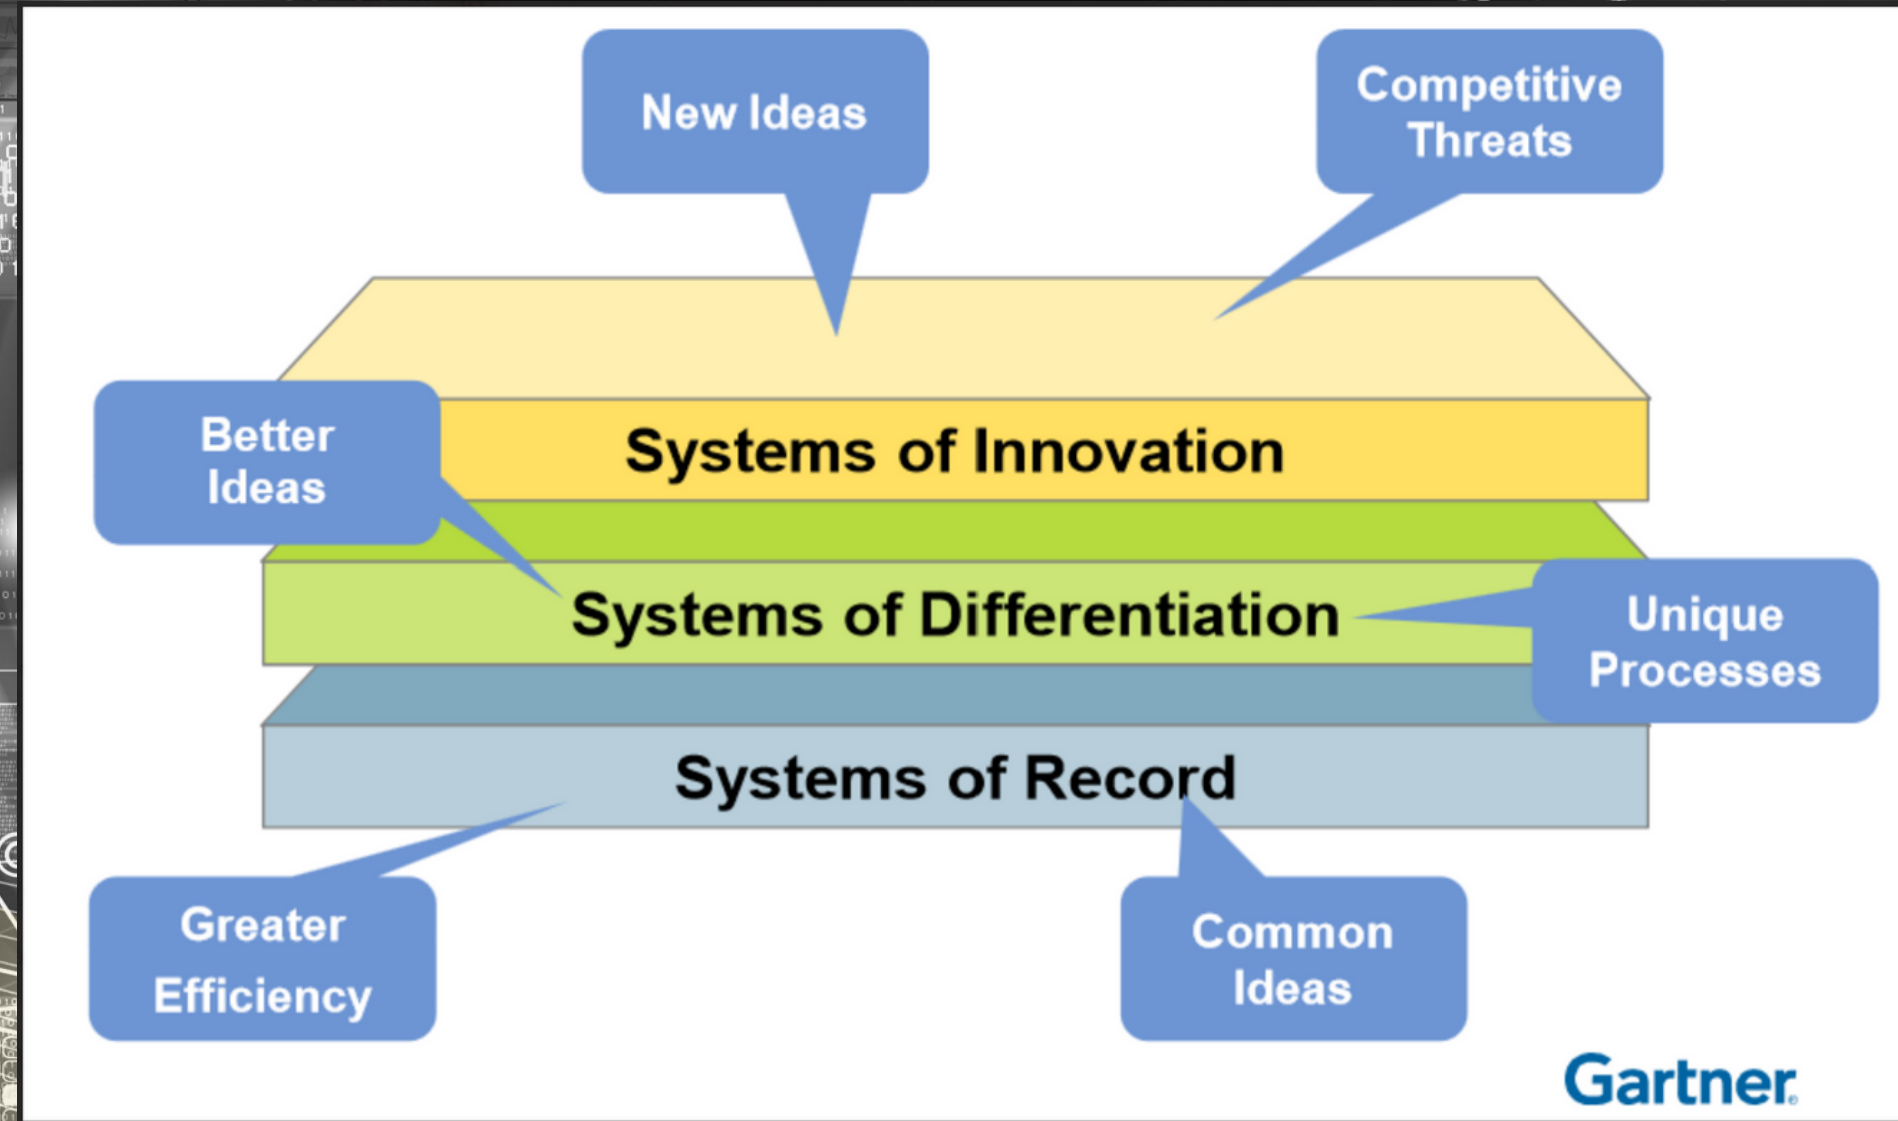 New Ideas
Competitive
Threats
Systems of Innovation
Better
Ideas
Systems of Differentiation
Unique
Processes
Systems of Record
Greater
Efficiency
Common
Ideas
Gartner